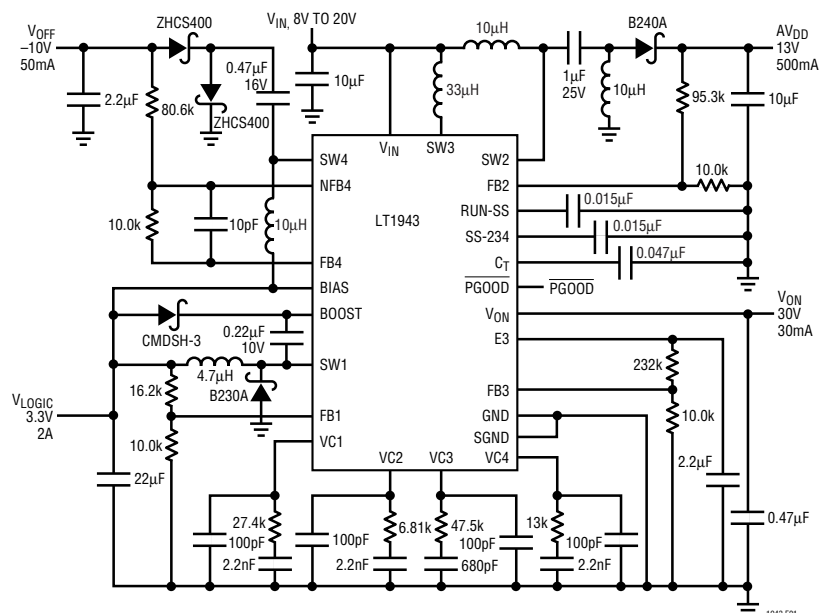 ZHCS400
V_OFF
–10V
50mA
2.2µF
80.6k
0.47µF
16V
ZHCS400
V_IN, 8V TO 20V
10µF
33µH
10µH
1µF
25V
10µH
B240A
AV_DD
13V
500mA
95.3k
10µF
10.0k
V_IN
SW3
SW4
SW2
NFB4
FB2
10.0k
10pF
10µH
LT1943
RUN-SS
0.015µF
SS-234
0.015µF
C_T
0.047µF
FB4
BIAS
PGOOD
PGOOD
BOOST
V_ON
V_ON
30V
30mA
CMDSH-3
0.22µF
10V
E3
232k
SW1
4.7µH
B230A
16.2k
FB3
10.0k
V_LOGIC
3.3V
2A
FB1
GND
10.0k
VC1
SGND
22µF
VC2
VC3
VC4
2.2µF
0.47µF
27.4k
100pF
2.2nF
100pF
6.81k
2.2nF
47.5k
100pF
680pF
13k
100pF
2.2nF
1943 F01